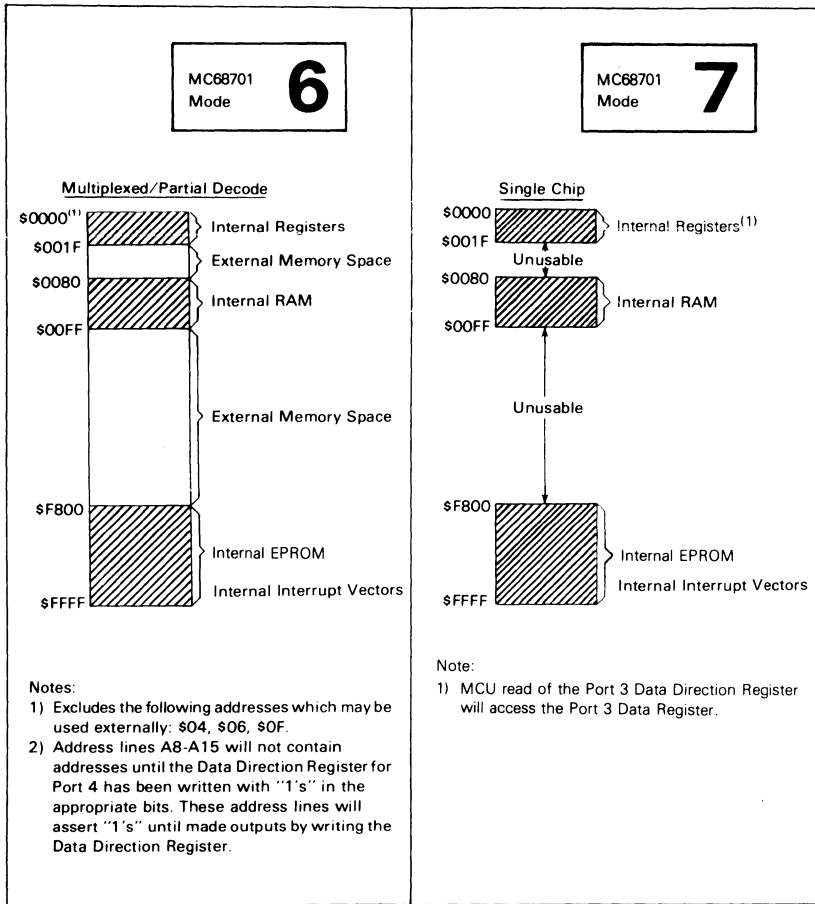 MC68701
Mode 6
Multiplexed/Partial Decode
$0000(1)
Internal Registers
$001F
External Memory Space
$0080
Internal RAM
$00FF
External Memory Space
$F800
Internal EPROM
Internal Interrupt Vectors
$FFFF
Notes:
1) Excludes the following addresses which may be
used externally: $04, $06, $0F.
2) Address lines A8-A15 will not contain
addresses until the Data Direction Register for
Port 4 has been written with "1's" in the
appropriate bits. These address lines will
assert "1's" until made outputs by writing the
Data Direction Register.
MC68701
Mode 7
Single Chip
$0000
Internal Registers(1)
$001F
Unusable
$0080
Internal RAM
$00FF
Unusable
$F800
Internal EPROM
Internal Interrupt Vectors
$FFFF
Note:
1) MCU read of the Port 3 Data Direction Register
will access the Port 3 Data Register.